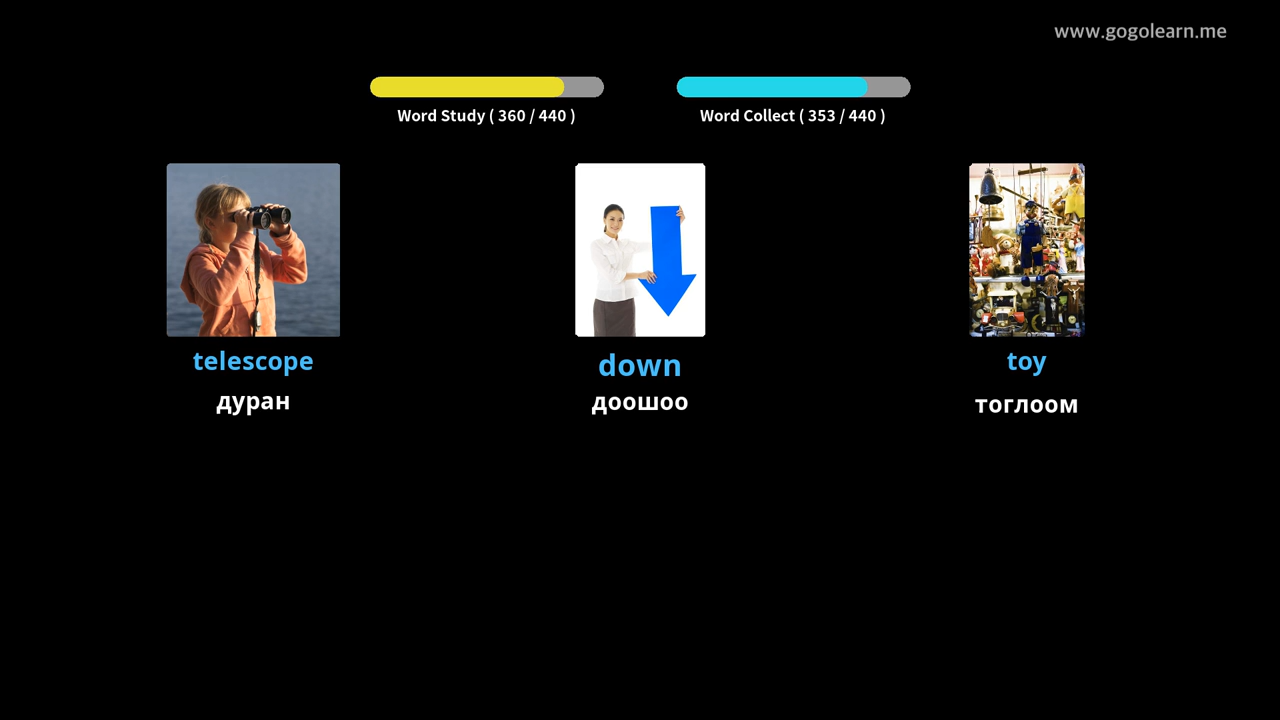 www.gogolearn.me
Word Study ( 360 / 440 )
Word Collect ( 353 / 440 )
telescope
down
toy
дуран
доошоо
тоглоом